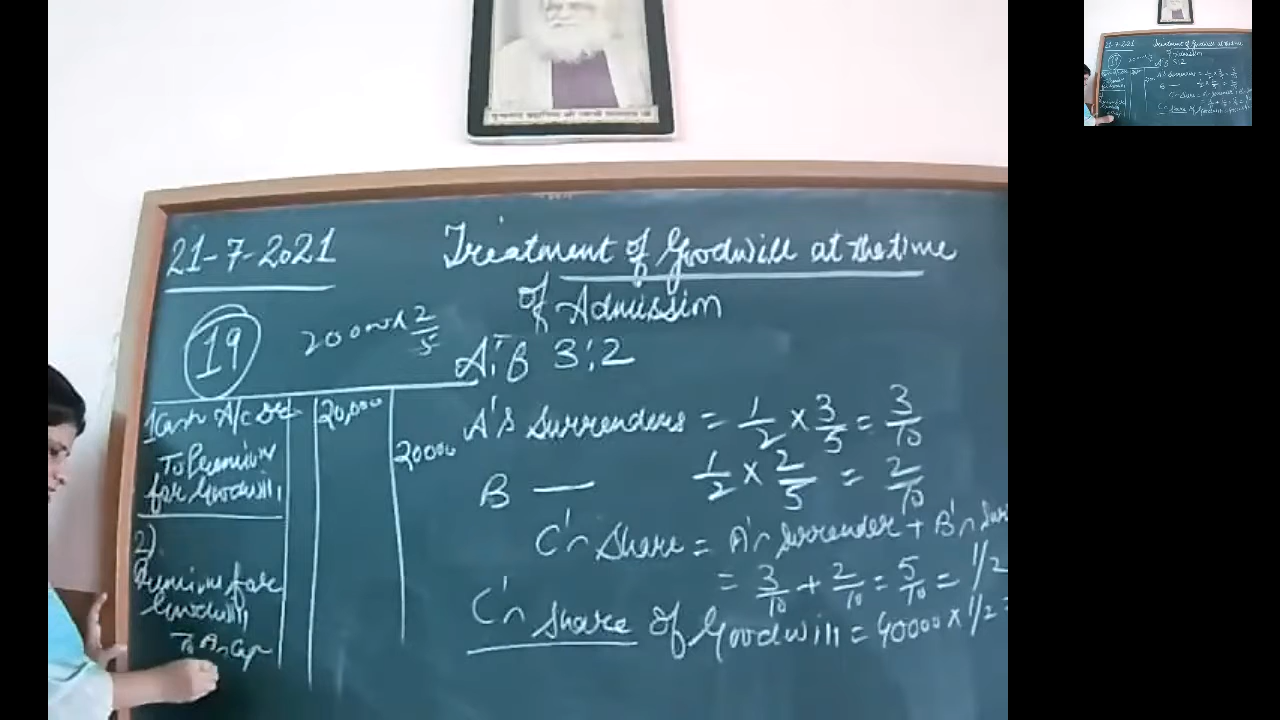 21-7-2021
Treatment of Goodwill at the time
of Admission
19
20000 x 2/5
A:B 3:2
1 Cash A/c Dr 20,000
To Premium 20000
for Goodwill
2)
Premium for
Goodwill
To A's Cap
A's Surrenders = 1/2 x 3/5 = 3/10
B — 1/2 x 2/5 = 2/10
C's Share = A's Surrender + B's Sur
= 3/10 + 2/10 = 5/10 = 1/2
C's Share of Goodwill = 40000 x 1/2 =